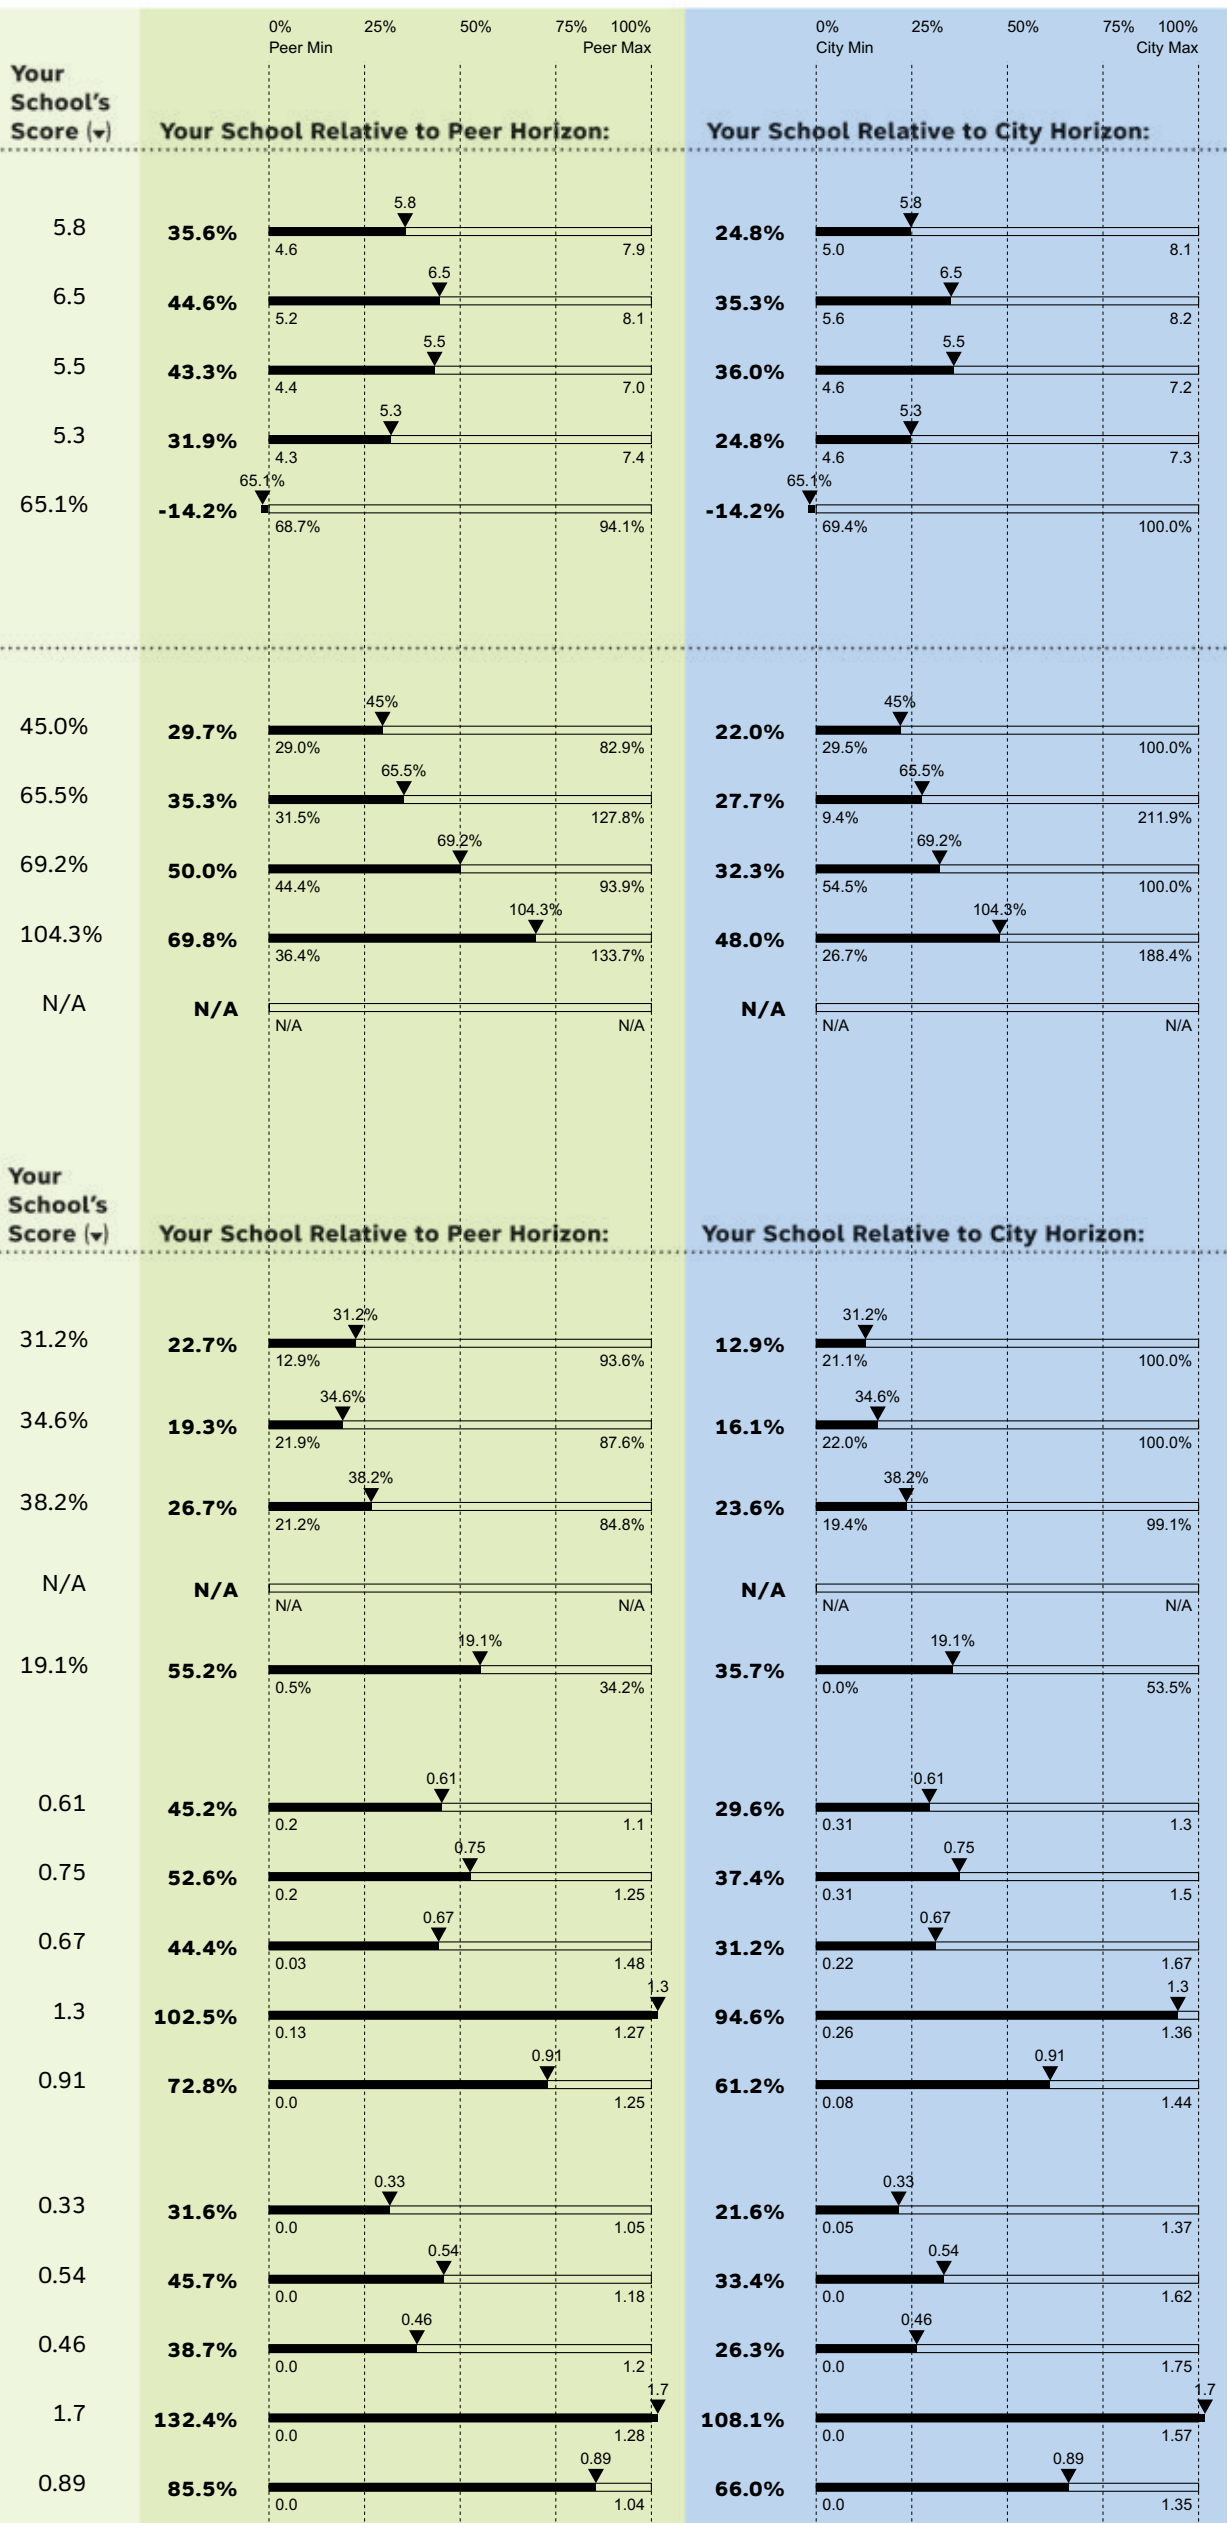 0% 25% 50% 75% 100% 0% 25% 50% 75% 100%
Peer Min Peer Max City Min City Max
Your
School's
Score (▾) Your School Relative to Peer Horizon: Your School Relative to City Horizon:
5.8 5.8
5.8 35.6% 24.8%
4.6 7.9 5.0 8.1
6.5 6.5
6.5 44.6% 35.3%
5.2 8.1 5.6 8.2
5.5 5.5
5.5 43.3% 36.0%
4.4 7.0 4.6 7.2
5.3 5.3
5.3 31.9% 24.8%
4.3 7.4 4.6 7.3
65.1% 65.1%
65.1% -14.2% -14.2%
68.7% 94.1% 69.4% 100.0%
45% 45%
45.0% 29.7% 22.0%
29.0% 82.9% 29.5% 100.0%
65.5% 65.5%
65.5% 35.3% 27.7%
31.5% 127.8% 9.4% 211.9%
69.2% 69.2%
69.2% 50.0% 32.3%
44.4% 93.9% 54.5% 100.0%
104.3% 104.3%
104.3% 69.8% 48.0%
36.4% 133.7% 26.7% 188.4%
N/A N/A N/A
N/A N/A N/A N/A
Your
School's
Score (▾) Your School Relative to Peer Horizon: Your School Relative to City Horizon:
31.2% 31.2%
31.2% 22.7% 12.9%
12.9% 93.6% 21.1% 100.0%
34.6% 34.6%
34.6% 19.3% 16.1%
21.9% 87.6% 22.0% 100.0%
38.2% 38.2%
38.2% 26.7% 23.6%
21.2% 84.8% 19.4% 99.1%
N/A N/A N/A
N/A N/A N/A N/A
19.1% 19.1%
19.1% 55.2% 35.7%
0.5% 34.2% 0.0% 53.5%
0.61 0.61
0.61 45.2% 29.6%
0.2 1.1 0.31 1.3
0.75 0.75
0.75 52.6% 37.4%
0.2 1.25 0.31 1.5
0.67 0.67
0.67 44.4% 31.2%
0.03 1.48 0.22 1.67
1.3 1.3
1.3 102.5% 94.6%
0.13 1.27 0.26 1.36
0.91 0.91
0.91 72.8% 61.2%
0.0 1.25 0.08 1.44
0.33 0.33
0.33 31.6% 21.6%
0.0 1.05 0.05 1.37
0.54 0.54
0.54 45.7% 33.4%
0.0 1.18 0.0 1.62
0.46 0.46
0.46 38.7% 26.3%
0.0 1.2 0.0 1.75
1.7 1.7
1.7 132.4% 108.1%
0.0 1.28 0.0 1.57
0.89 0.89
0.89 85.5% 66.0%
0.0 1.04 0.0 1.35